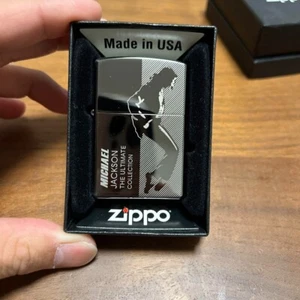 Made in USA
MICHAEL
JACKSON
THE ULTIMATE
COLLECTION
zippo